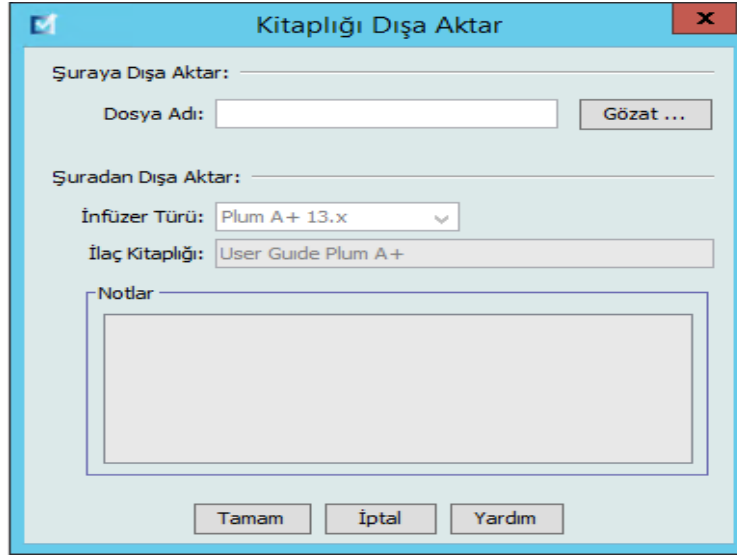 Kitaplığı Dışa Aktar
Şuraya Dışa Aktar:
Dosya Adı:
Gözat ...
Şuradan Dışa Aktar:
İnfüzer Türü: Plum A+ 13.x
İlaç Kitaplığı: User Guıde Plum A+
Notlar
Tamam İptal Yardım